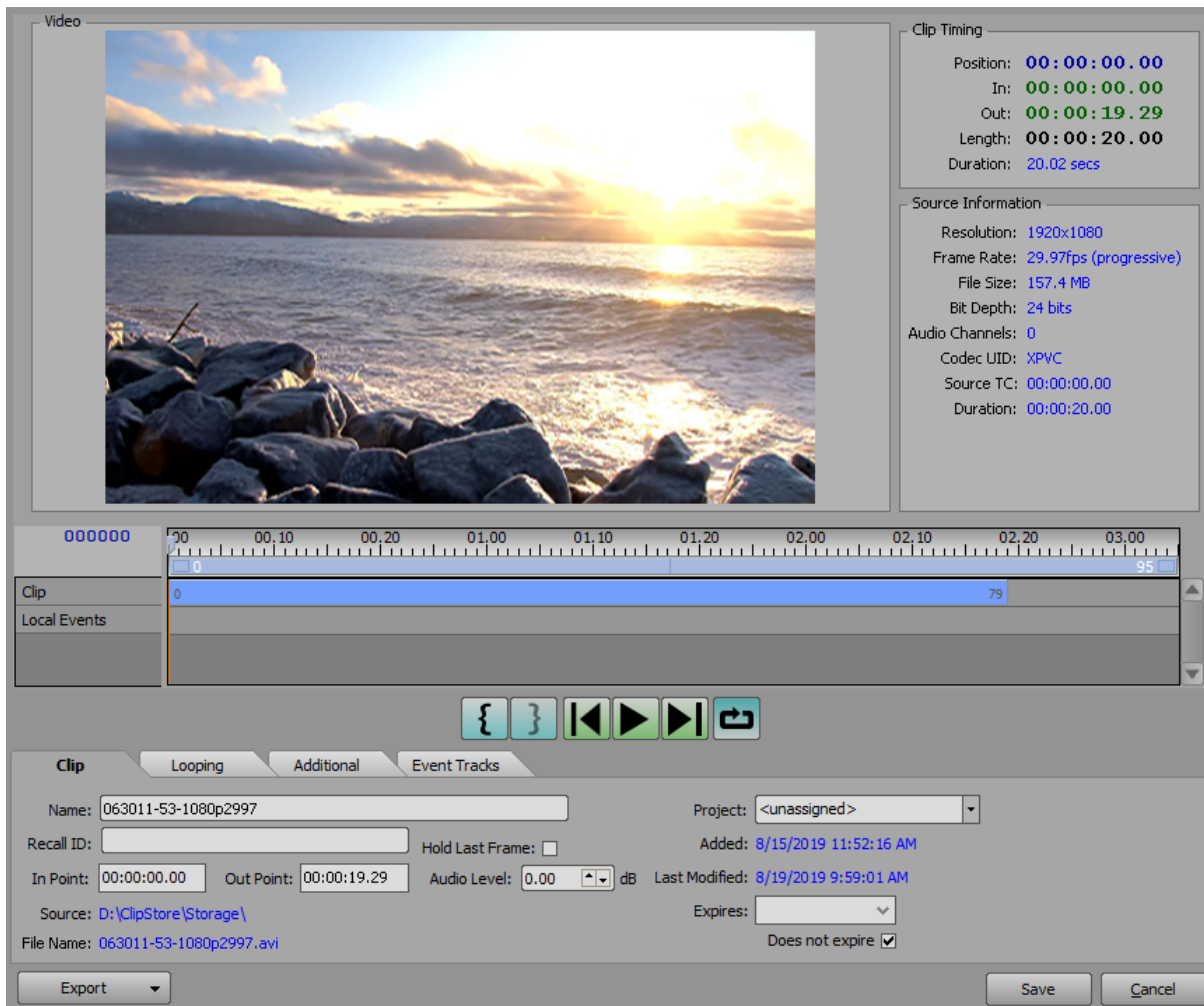 Video
Clip Timing
Position: 00:00:00.00
In: 00:00:00.00
Out: 00:00:19.29
Length: 00:00:20.00
Duration: 20.02 secs
Source Information
Resolution: 1920x1080
Frame Rate: 29.97fps (progressive)
File Size: 157.4 MB
Bit Depth: 24 bits
Audio Channels: 0
Codec UID: XPVC
Source TC: 00:00:00.00
Duration: 00:00:20.00
000000
00 00.10 00.20 01.00 01.10 01.20 02.00 02.10 02.20 03.00
0 95
Clip 0 79
Local Events
Clip Looping Additional Event Tracks
Name: 063011-53-1080p2997
Recall ID: Hold Last Frame:
In Point: 00:00:00.00 Out Point: 00:00:19.29 Audio Level: 0.00 dB
Source: D:\ClipStore\Storage\
File Name: 063011-53-1080p2997.avi
Project: <unassigned>
Added: 8/15/2019 11:52:16 AM
Last Modified: 8/19/2019 9:59:01 AM
Expires:
Does not expire
Export Save Cancel